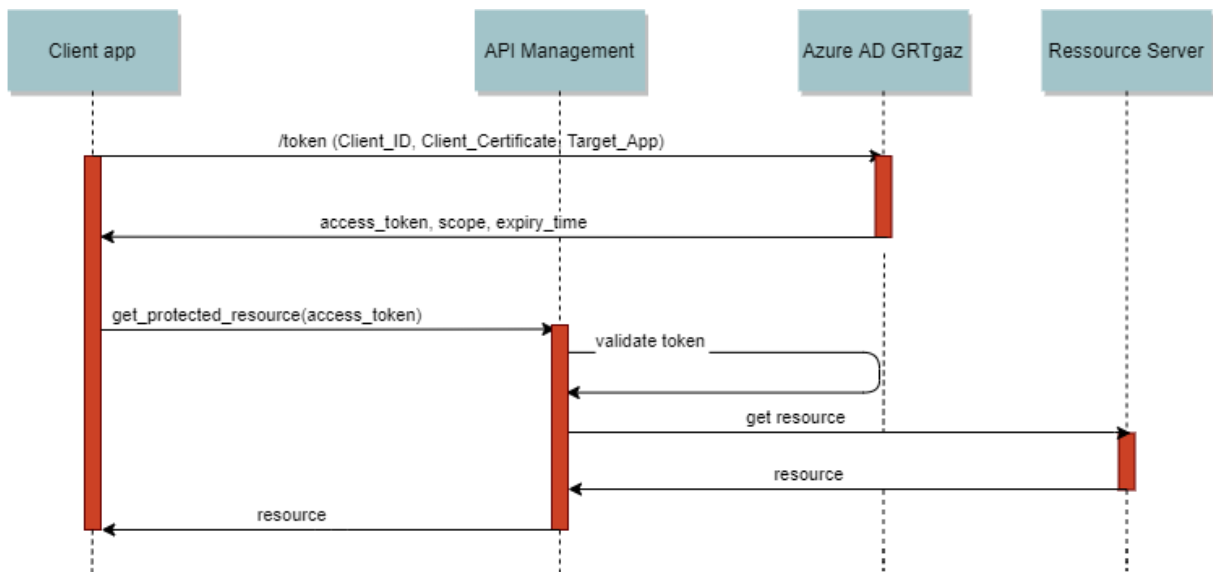 Client app
API Management
Azure AD GRTgaz
Ressource Server
/token (Client_ID, Client_Certificate, Target_App)
access_token, scope, expiry_time
get_protected_resource(access_token)
validate token
get resource
resource
resource